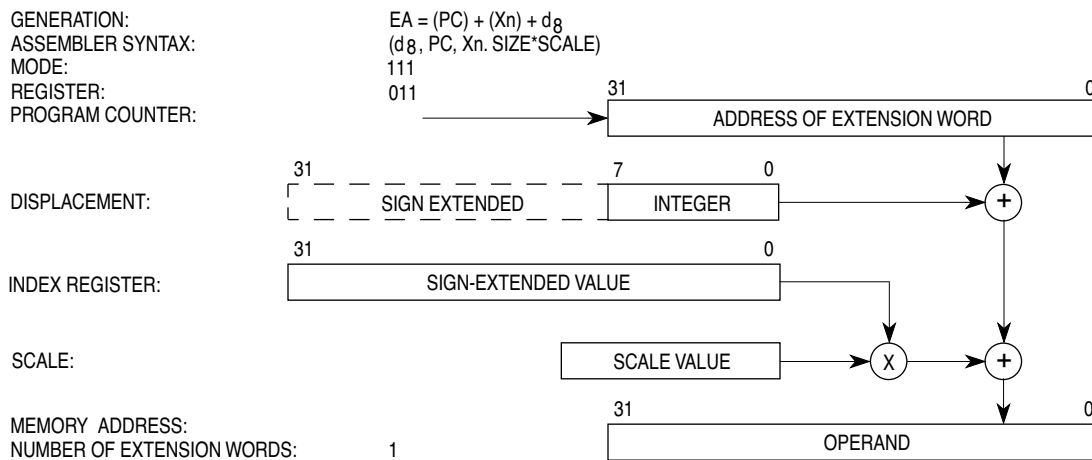 GENERATION: EA = (PC) + (Xn) + d8
ASSEMBLER SYNTAX: (d8, PC, Xn. SIZE*SCALE)
MODE: 111
REGISTER: 011
31 0
PROGRAM COUNTER: ADDRESS OF EXTENSION WORD
31 7 0
DISPLACEMENT: SIGN EXTENDED INTEGER +
31 0
INDEX REGISTER: SIGN-EXTENDED VALUE
SCALE: SCALE VALUE X +
31 0
MEMORY ADDRESS: OPERAND
NUMBER OF EXTENSION WORDS: 1